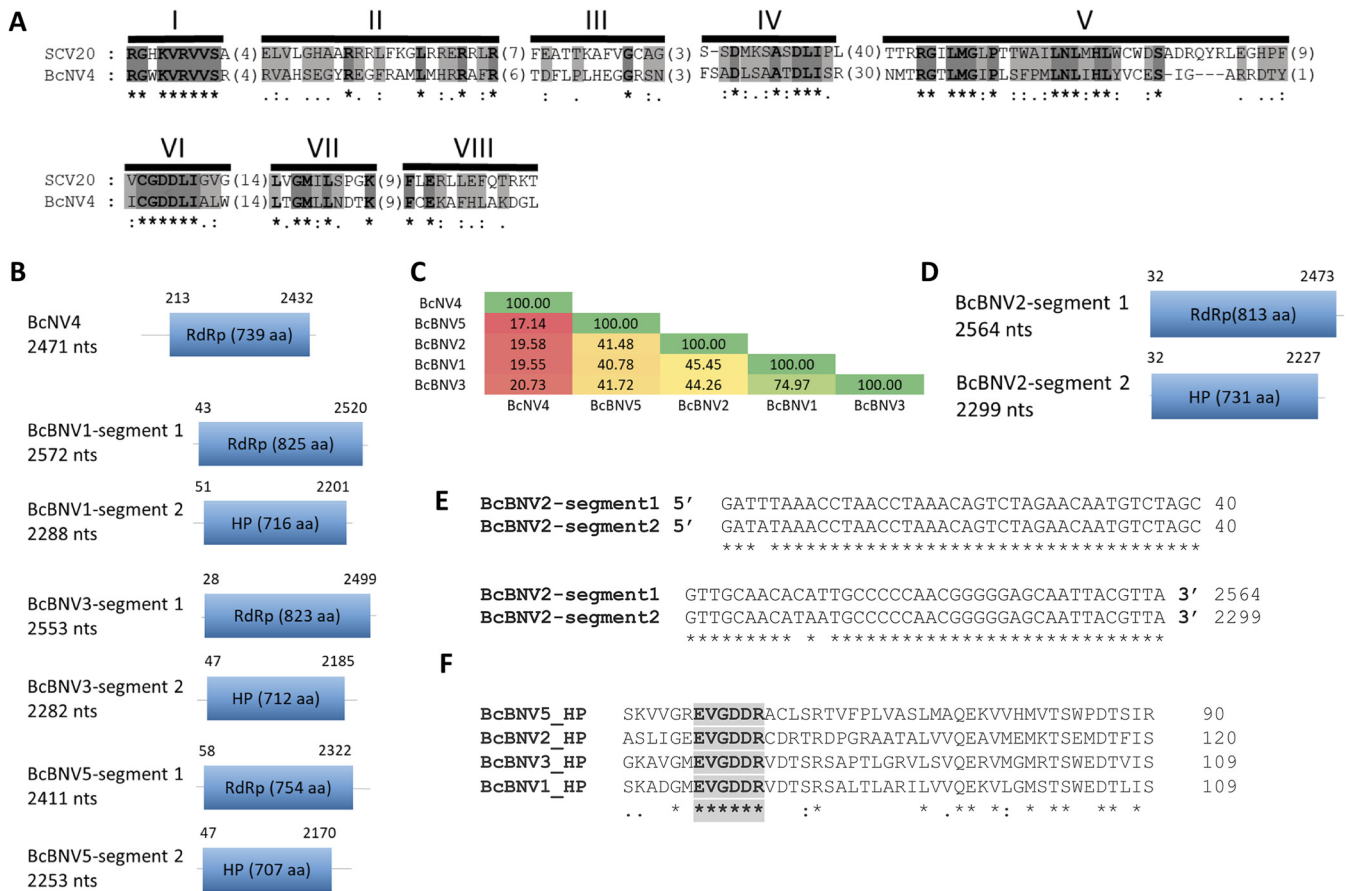 A
I II III IV V
SCV20 : RGHKVRVVSA(4) ELVLGHAARRRLFKGLRRERRLR(7) FEATTKAFVGCAG(3) S-SDMKSASDLIPL(40) TTRRGILMGLPTTWAILNLMHLWCWDSADRQYRLEGHPF(9)
BcNV4 : RGWKVRVVSR(4) RVAHSEGYREGFRAMLMHRRAFR(6) TDFLPLHEGGRSN(3) FSADLSAATDLISR(30) NMTRGTLMGIPLSFPMLNLIHLYVCES-IG---ARRDTY(1)
VI VII VIII
SCV20 : VCGDDLIGVG(14)LVGMILSPGK(9)FLERLLEFQTRKT
BcNV4 : ICGDDLIALW(14)LTGMLLNDTK(9)FCEKAFHLAKDGL
B
213 2432
BcNV4
2471 nts
RdRp (739 aa)
43 2520
BcBNV1-segment 1
2572 nts
RdRp (825 aa)
51 2201
BcBNV1-segment 2
2288 nts
HP (716 aa)
28 2499
BcBNV3-segment 1
2553 nts
RdRp (823 aa)
47 2185
BcBNV3-segment 2
2282 nts
HP (712 aa)
58 2322
BcBNV5-segment 1
2411 nts
RdRp (754 aa)
47 2170
BcBNV5-segment 2
2253 nts
HP (707 aa)
C
BcNV4 100.00
BcBNV5 17.14 100.00
BcBNV2 19.58 41.48 100.00
BcBNV1 19.55 40.78 45.45 100.00
BcBNV3 20.73 41.72 44.26 74.97 100.00
BcNV4 BcBNV5 BcBNV2 BcBNV1 BcBNV3
D
32 2473
BcBNV2-segment 1
2564 nts
RdRp(813 aa)
32 2227
BcBNV2-segment 2
2299 nts
HP (731 aa)
E
BcBNV2-segment1 5’ GATTTAAACCTAACCTAAACAGTCTAGAACAATGTCTAGC 40
BcBNV2-segment2 5’ GATATAAACCTAACCTAAACAGTCTAGAACAATGTCTAGC 40
*** ************************************
BcBNV2-segment1 GTTGCAACACATTGCCCCCAACGGGGGAGCAATTACGTTA 3’ 2564
BcBNV2-segment2 GTTGCAACATAATGCCCCCAACGGGGGAGCAATTACGTTA 3’ 2299
********* * ****************************
F
BcBNV5_HP SKVVGREVGDDRACLSRTVFPLVASLMAQEKVVHMVTSWPDTSIR 90
BcBNV2_HP ASLIGEEVGDDRCDRTRDPGRAATALVVQEAVMEMKTSEMDTFIS 120
BcBNV3_HP GKAVGMEVGDDRVDTSRSAPTLGRVLSVQERVMGMRTSWEDTVIS 109
BcBNV1_HP SKADGMEVGDDRVDTSRSALTLARILVVQEKVLGMSTSWEDTLIS 109
.. * ****** :* * ** *: * ** ** *